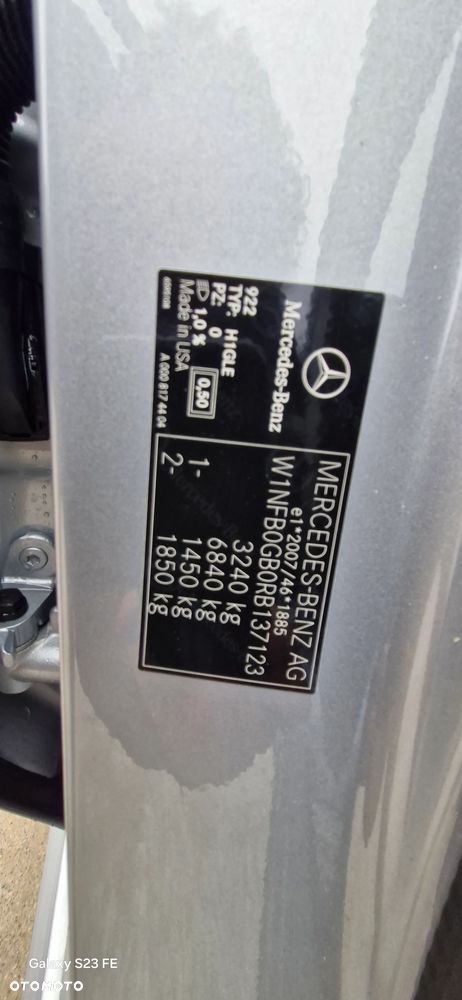 MERCEDES-BENZ AG
e1*2007/46*1885
W1NFB0GB0RB137123
3240 kg
6840 kg
1- 1450 kg
2- 1850 kg
Mercedes-Benz
922
TYP: H1GLE
PZ: 0
1,0 % 0,50
Made in USA
A 000 817 44 04
Galaxy S23 FE
OTOMOTO